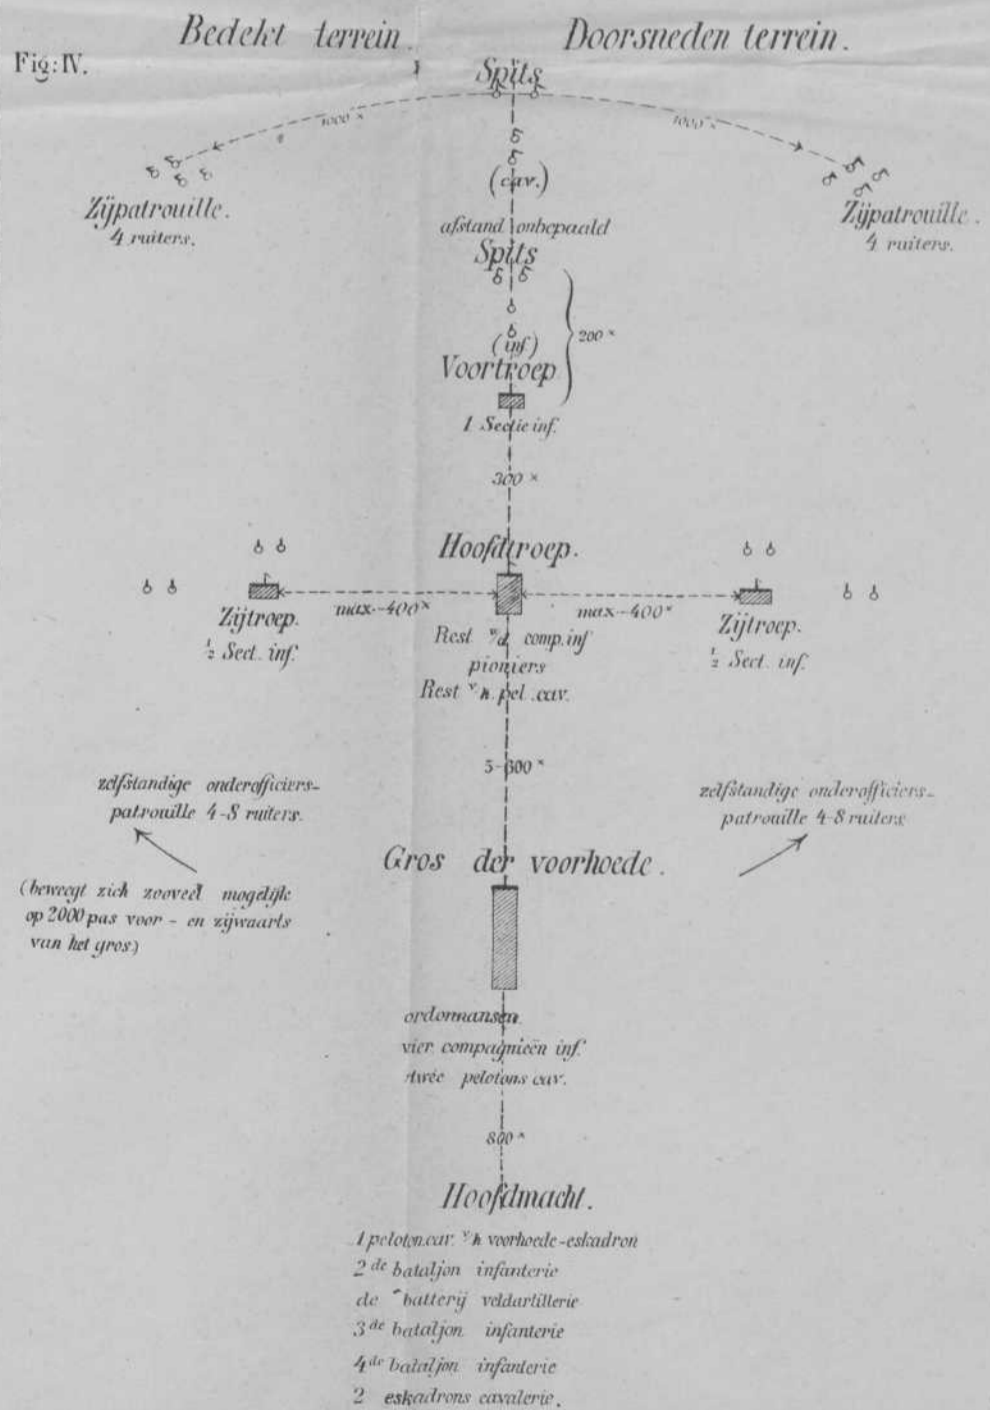 Bedekt terrein.
Doorsneden terrein.
Fig: IV.
Spits
1000 x
1000 x
(cav.)
Zijpatrouille.
4 ruiters.
Zijpatrouille.
4 ruiters.
afstand onbepaald
Spits
200 x
(inf)
Voortroep
1 Sectie inf.
300 x
Hoofdtroep.
max.-400 x
max.-400 x
Zijtroep.
½ Sect. inf.
Zijtroep.
½ Sect. inf.
Rest v/d comp. inf
pioniers
Rest v. h. pel. cav.
5-600 x
zelfstandige onderofficiers-
patrouille 4-8 ruiters.
zelfstandige onderofficiers-
patrouille 4-8 ruiters
Gros der voorhoede.
(beweegt zich zooveel mogelijk
op 2000 pas voor - en zijwaarts
van het gros)
ordonnansen
vier compagnieën inf.
twee pelotons cav.
800 x
Hoofdmacht.
1 peloton cav. v/h voorhoede-eskadron
2de bataljon infanterie
de batterij veldartillerie
3de bataljon infanterie
4de bataljon infanterie
2 eskadrons cavalerie.